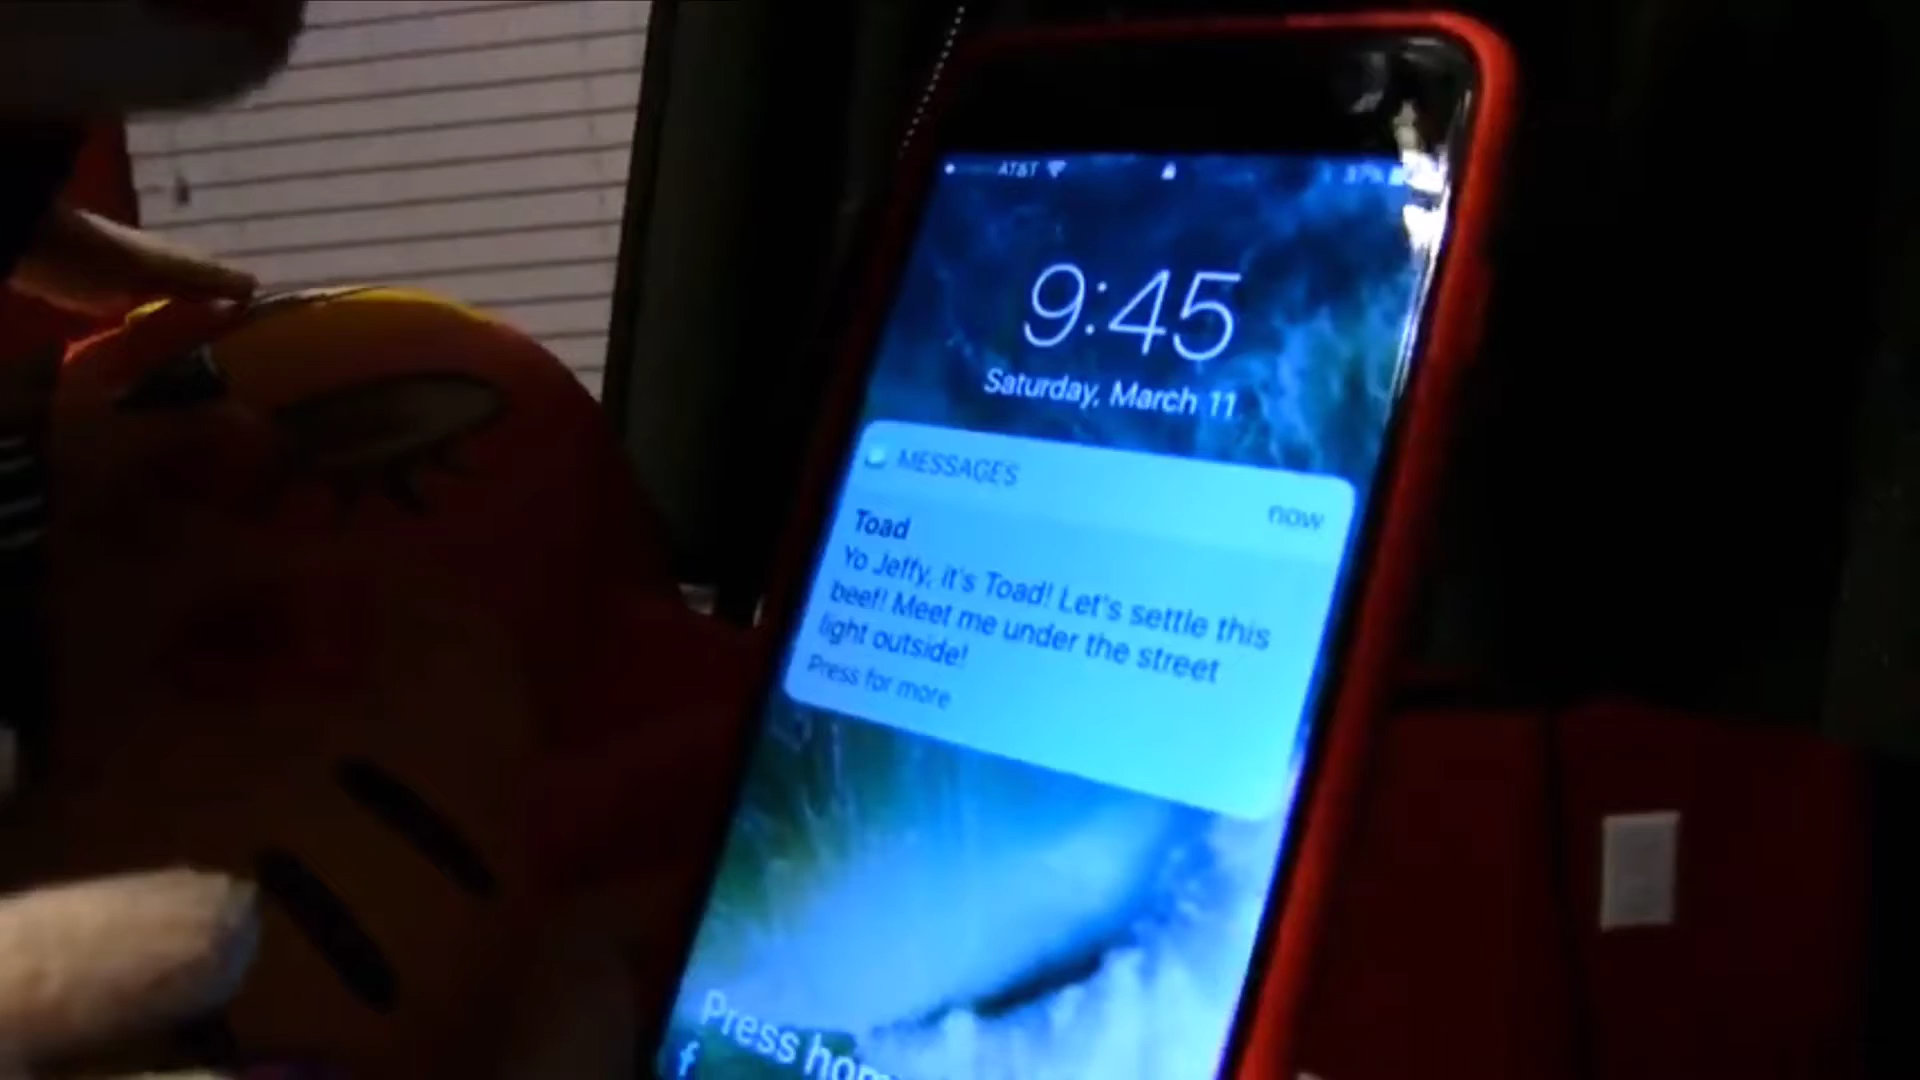 AT&T 37%
9:45
Saturday, March 11
MESSAGES now
Toad
Yo Jeffy, it's Toad! Let's settle this
beef! Meet me under the street
light outside!
Press for more
Press hom